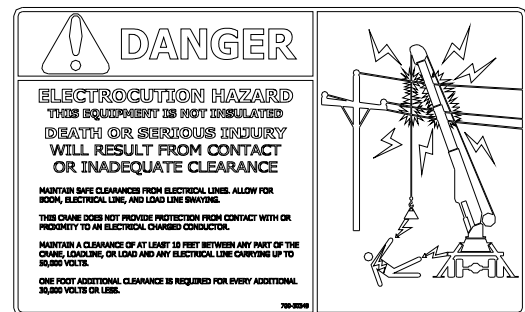 DANGER
ELECTROCUTION HAZARD
THIS EQUIPMENT IS NOT INSULATED
DEATH OR SERIOUS INJURY
WILL RESULT FROM CONTACT
OR INADEQUATE CLEARANCE
MAINTAIN SAFE CLEARANCES FROM ELECTRICAL LINES. ALLOW FOR
BOOM, ELECTRICAL LINE, AND LOAD LINE SWAYING.
THIS CRANE DOES NOT PROVIDE PROTECTION FROM CONTACT WITH OR
PROXIMITY TO AN ELECTRICAL CHARGED CONDUCTOR.
MAINTAIN A CLEARANCE OF AT LEAST 10 FEET BETWEEN ANY PART OF THE
CRANE, LOADLINE, OR LOAD AND ANY ELECTRICAL LINE CARRYING UP TO
50,000 VOLTS.
ONE FOOT ADDITIONAL CLEARANCE IS REQUIRED FOR EVERY ADDITIONAL
30,000 VOLTS OR LESS.